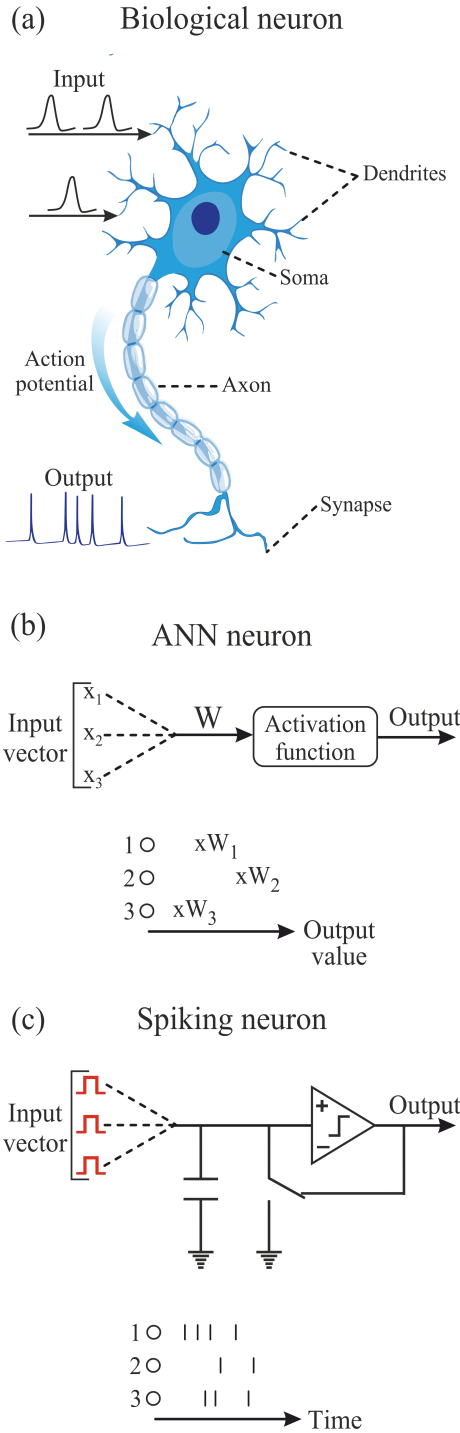 (a) Biological neuron
Input
Dendrites
Soma
Action
potential
Axon
Output
Synapse
(b)
ANN neuron
Input
vector
x₁
x₂
x₃
W
Activation
function
Output
1 xW₁
2 xW₂
3 xW₃
Output
value
(c) Spiking neuron
Input
vector
+
−
Output
1
2
3
Time